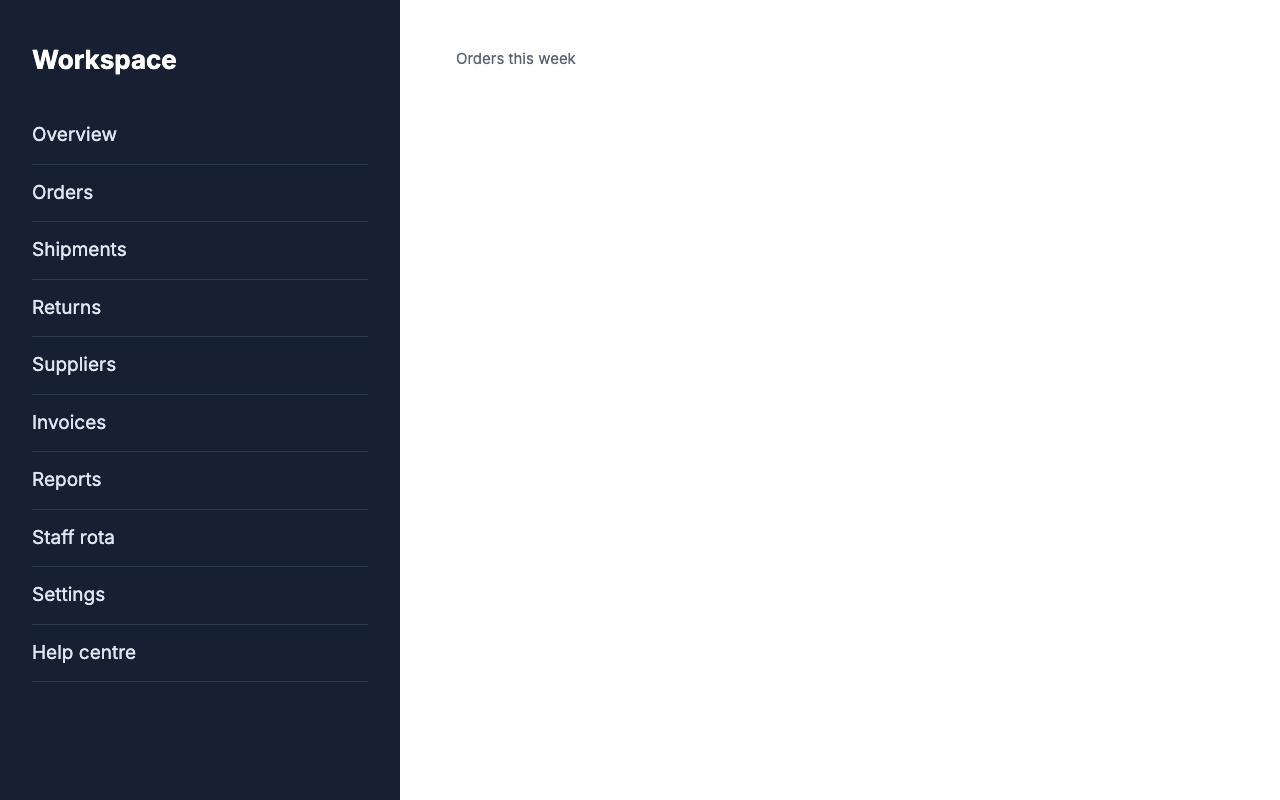 Workspace
Overview
Orders
Shipments
Returns
Suppliers
Invoices
Reports
Staff rota
Settings
Help centre
Orders this week